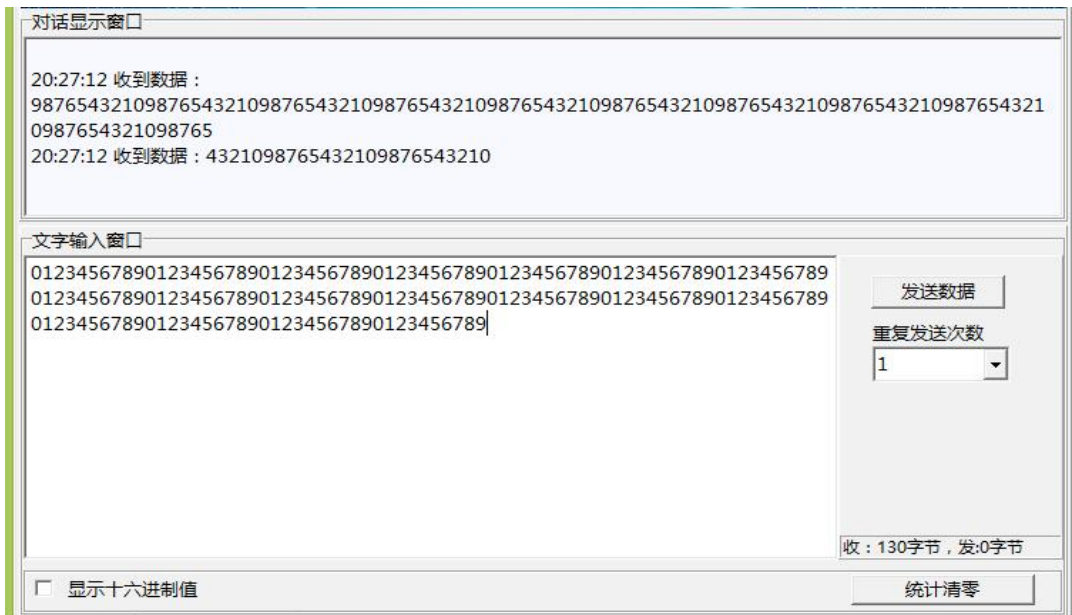 对话显示窗口
20:27:12 收到数据：
98765432109876543210987654321098765432109876543210987654321098765432109876543210987654321
0987654321098765
20:27:12 收到数据：4321098765432109876543210
文字输入窗口
0123456789012345678901234567890123456789012345678901234567890123456789
0123456789012345678901234567890123456789012345678901234567890123456789
0123456789012345678901234567890123456789
发送数据
重复发送次数
1
收：130字节，发:0字节
显示十六进制值
统计清零